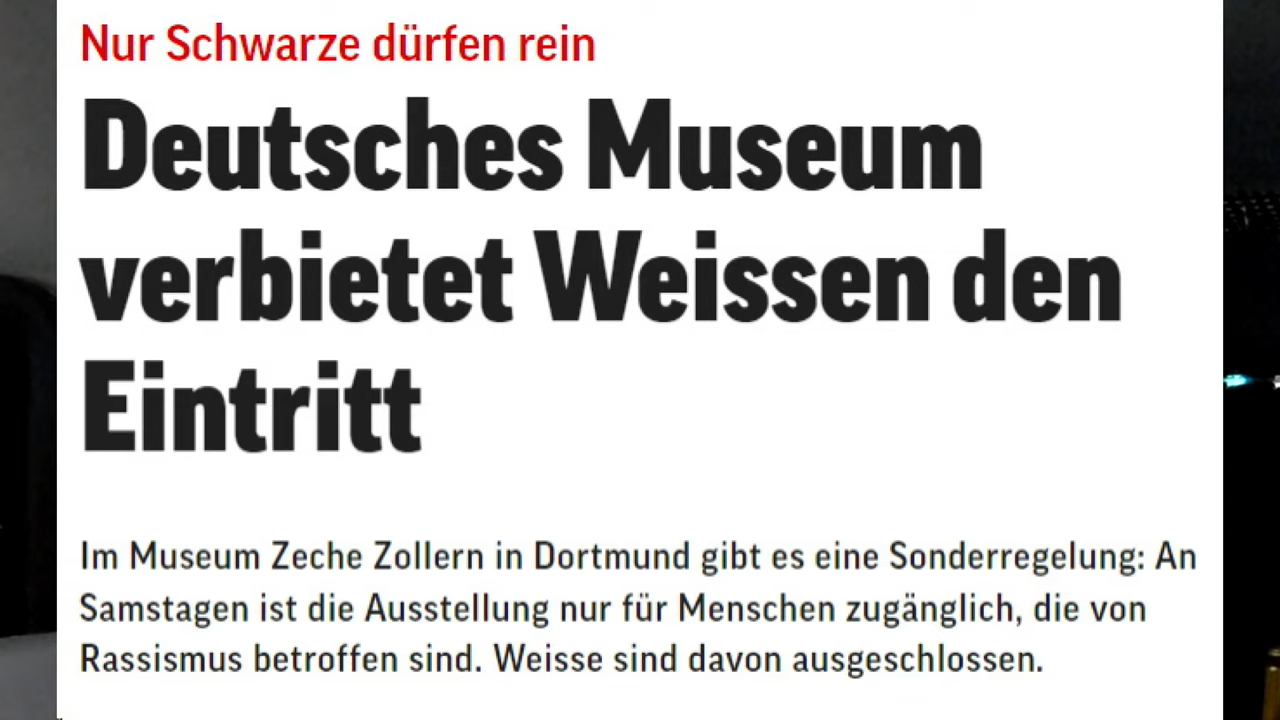 Nur Schwarze dürfen rein
Deutsches Museum
verbietet Weissen den
Eintritt
Im Museum Zeche Zollern in Dortmund gibt es eine Sonderregelung: An
Samstagen ist die Ausstellung nur für Menschen zugänglich, die von
Rassismus betroffen sind. Weisse sind davon ausgeschlossen.